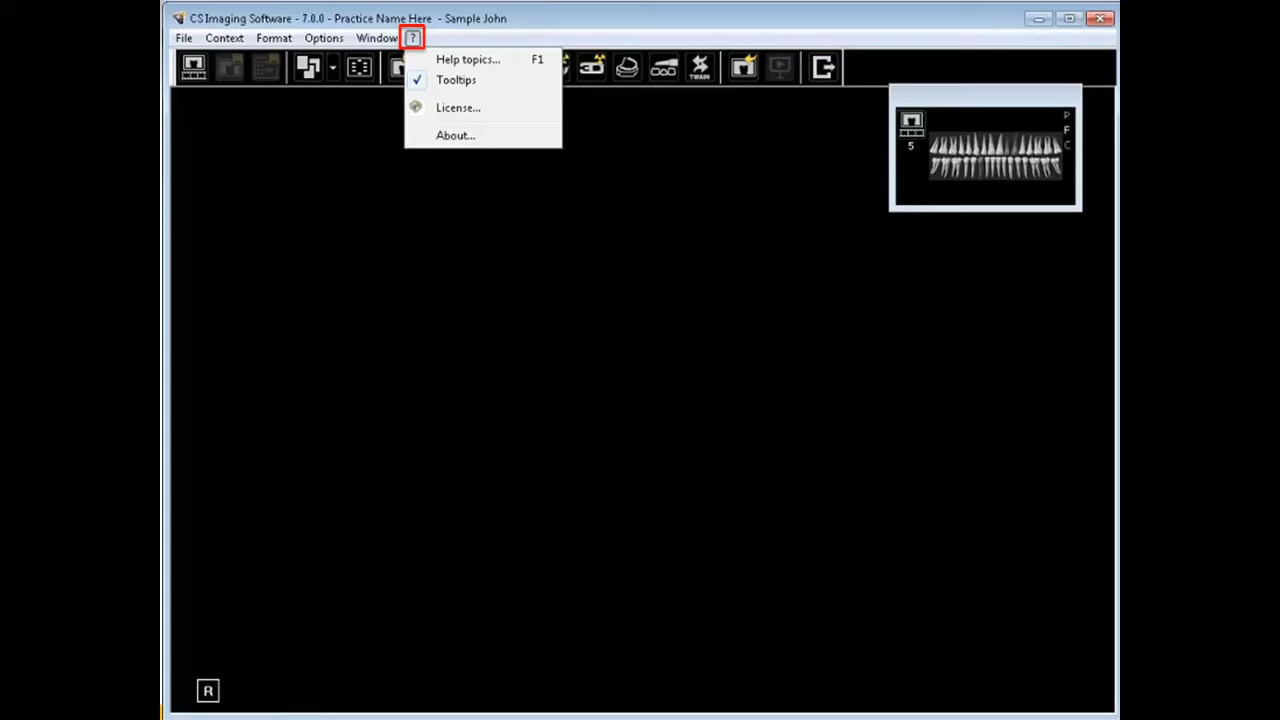 CS Imaging Software - 7.0.0 - Practice Name Here - Sample John
File Context Format Options Window ?
Help topics... F1
Tooltips
License...
About...
3D
TWAIN
P
F
C
5
R